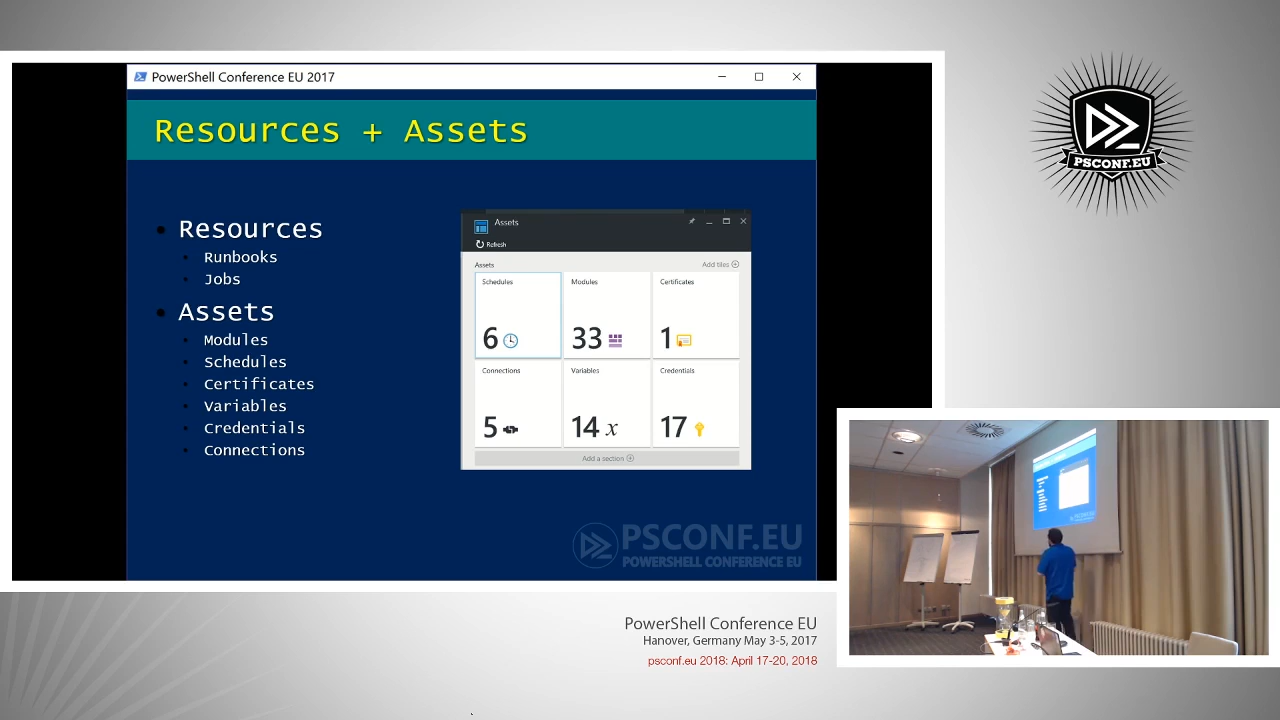 PowerShell Conference EU 2017
Resources + Assets
Resources
Runbooks
Jobs
Assets
Modules
Schedules
Certificates
Variables
Credentials
Connections
Assets
Refresh
Assets
Add tiles
Schedules
6
Modules
33
Certificates
1
Connections
5
Variables
14 x
Credentials
17
Add a section
PSCONF.EU
POWERSHELL CONFERENCE EU
PSCONF.EU
PowerShell Conference EU
Hanover, Germany May 3-5, 2017
psconf.eu 2018: April 17-20, 2018